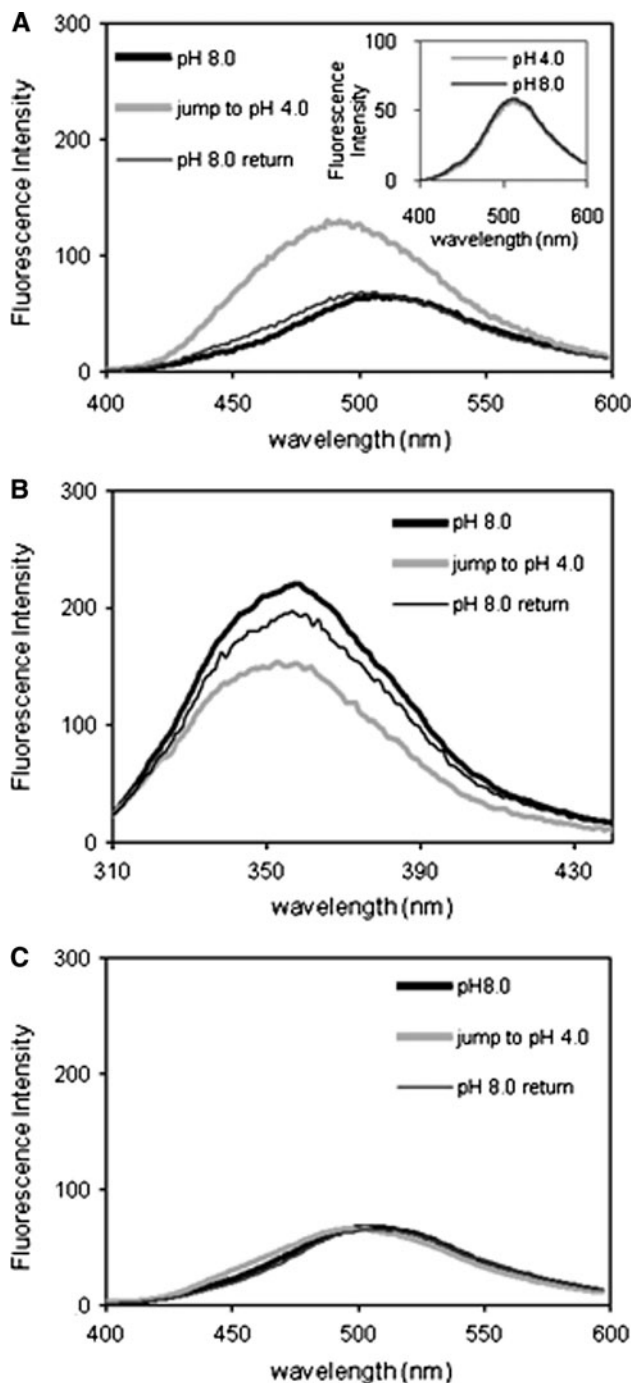 A
300
200
100
0
400
450
500
550
600
Fluorescence Intensity
wavelength (nm)
pH 8.0
jump to pH 4.0
pH 8.0 return
100
50
0
400
500
600
Fluorescence
Intensity
wavelength (nm)
pH 4.0
pH 8.0
B
300
200
100
0
310
350
390
430
Fluorescence Intensity
wavelength (nm)
pH 8.0
jump to pH 4.0
pH 8.0 return
C
300
200
100
0
400
450
500
550
600
Fluorescence Intensity
wavelength (nm)
pH8.0
jump to pH 4.0
pH 8.0 return